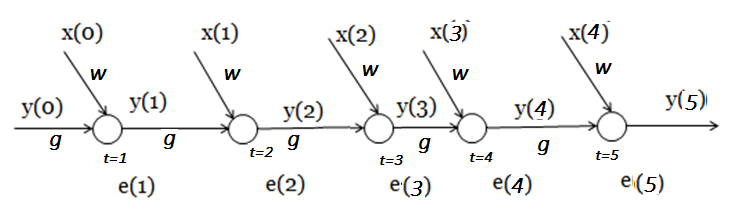 x(0) x(1) x(2) x(3) x(4)
w w w w w
y(0) y(1) y(2) y(3) y(4) y(5)
g g g g g
t=1 t=2 t=3 t=4 t=5
e(1) e(2) e(3) e(4) e(5)